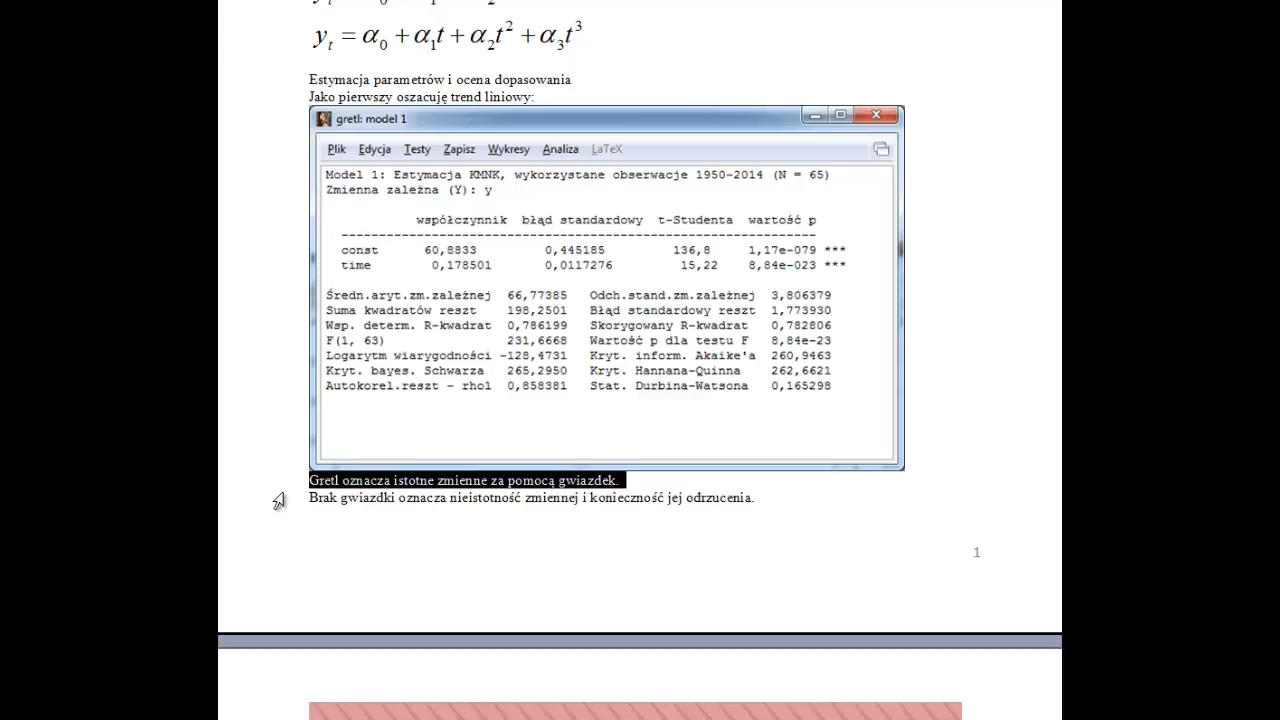 y_t = α_0 + α_1 t + α_2 t^2 + α_3 t^3
Estymacja parametrów i ocena dopasowania
Jako pierwszy oszacuję trend liniowy:
gretl: model 1
Plik Edycja Testy Zapisz Wykresy Analiza LaTeX
Model 1: Estymacja KMNK, wykorzystane obserwacje 1950-2014 (N = 65)
Zmienna zależna (Y): y
współczynnik błąd standardowy t-Studenta wartość p
const 60,8833 0,445185 136,8 1,17e-079 ***
time 0,178501 0,0117276 15,22 8,84e-023 ***
Średn.aryt.zm.zależnej 66,77385 Odch.stand.zm.zależnej 3,806379
Suma kwadratów reszt 198,2501 Błąd standardowy reszt 1,773930
Wsp. determ. R-kwadrat 0,786199 Skorygowany R-kwadrat 0,782806
F(1, 63) 231,6668 Wartość p dla testu F 8,84e-23
Logarytm wiarygodności -128,4731 Kryt. inform. Akaike'a 260,9463
Kryt. bayes. Schwarza 265,2950 Kryt. Hannana-Quinna 262,6621
Autokorel.reszt - rho1 0,858381 Stat. Durbina-Watsona 0,165298
Gretl oznacza istotne zmienne za pomocą gwiazdek.
Brak gwiazdki oznacza nieistotność zmiennej i konieczność jej odrzucenia.
1